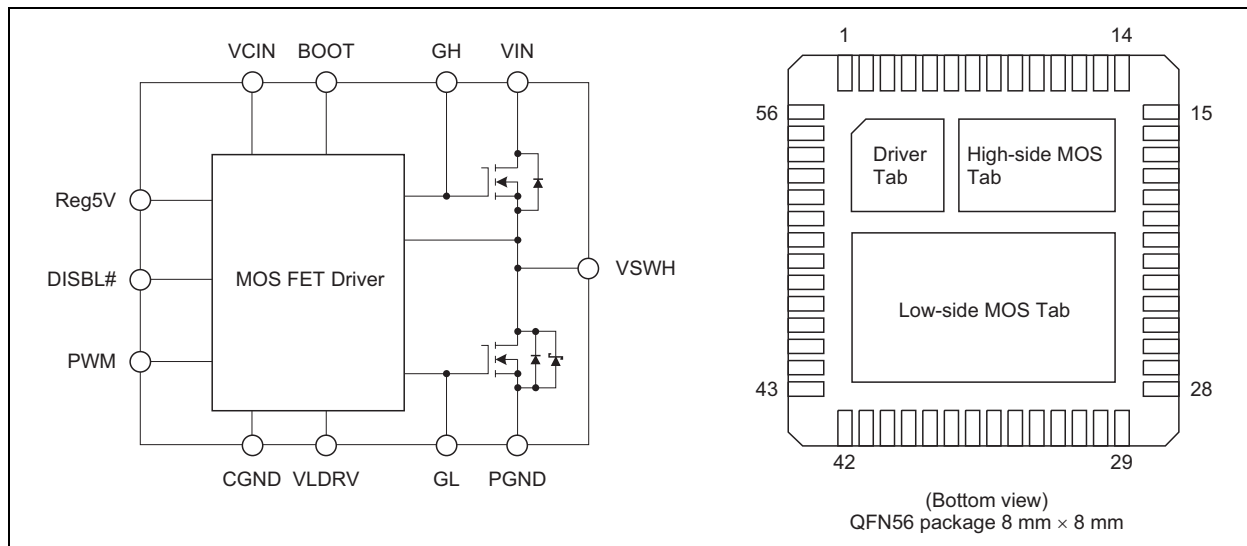 VCIN BOOT GH VIN
Reg5V
DISBL#
MOS FET Driver
VSWH
PWM
CGND VLDRV GL PGND
1 14
56 15
Driver
Tab
High-side MOS
Tab
Low-side MOS Tab
43 28
42 29
(Bottom view)
QFN56 package 8 mm × 8 mm